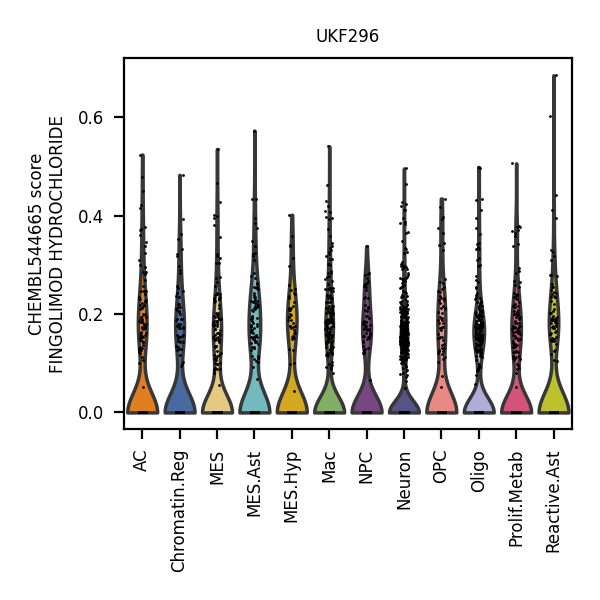 UKF296
CHEMBL544665 score
FINGOLIMOD HYDROCHLORIDE
0.6
0.4
0.2
0.0
AC
Chromatin.Reg
MES
MES.Ast
MES.Hyp
Mac
NPC
Neuron
OPC
Oligo
Prolif.Metab
Reactive.Ast